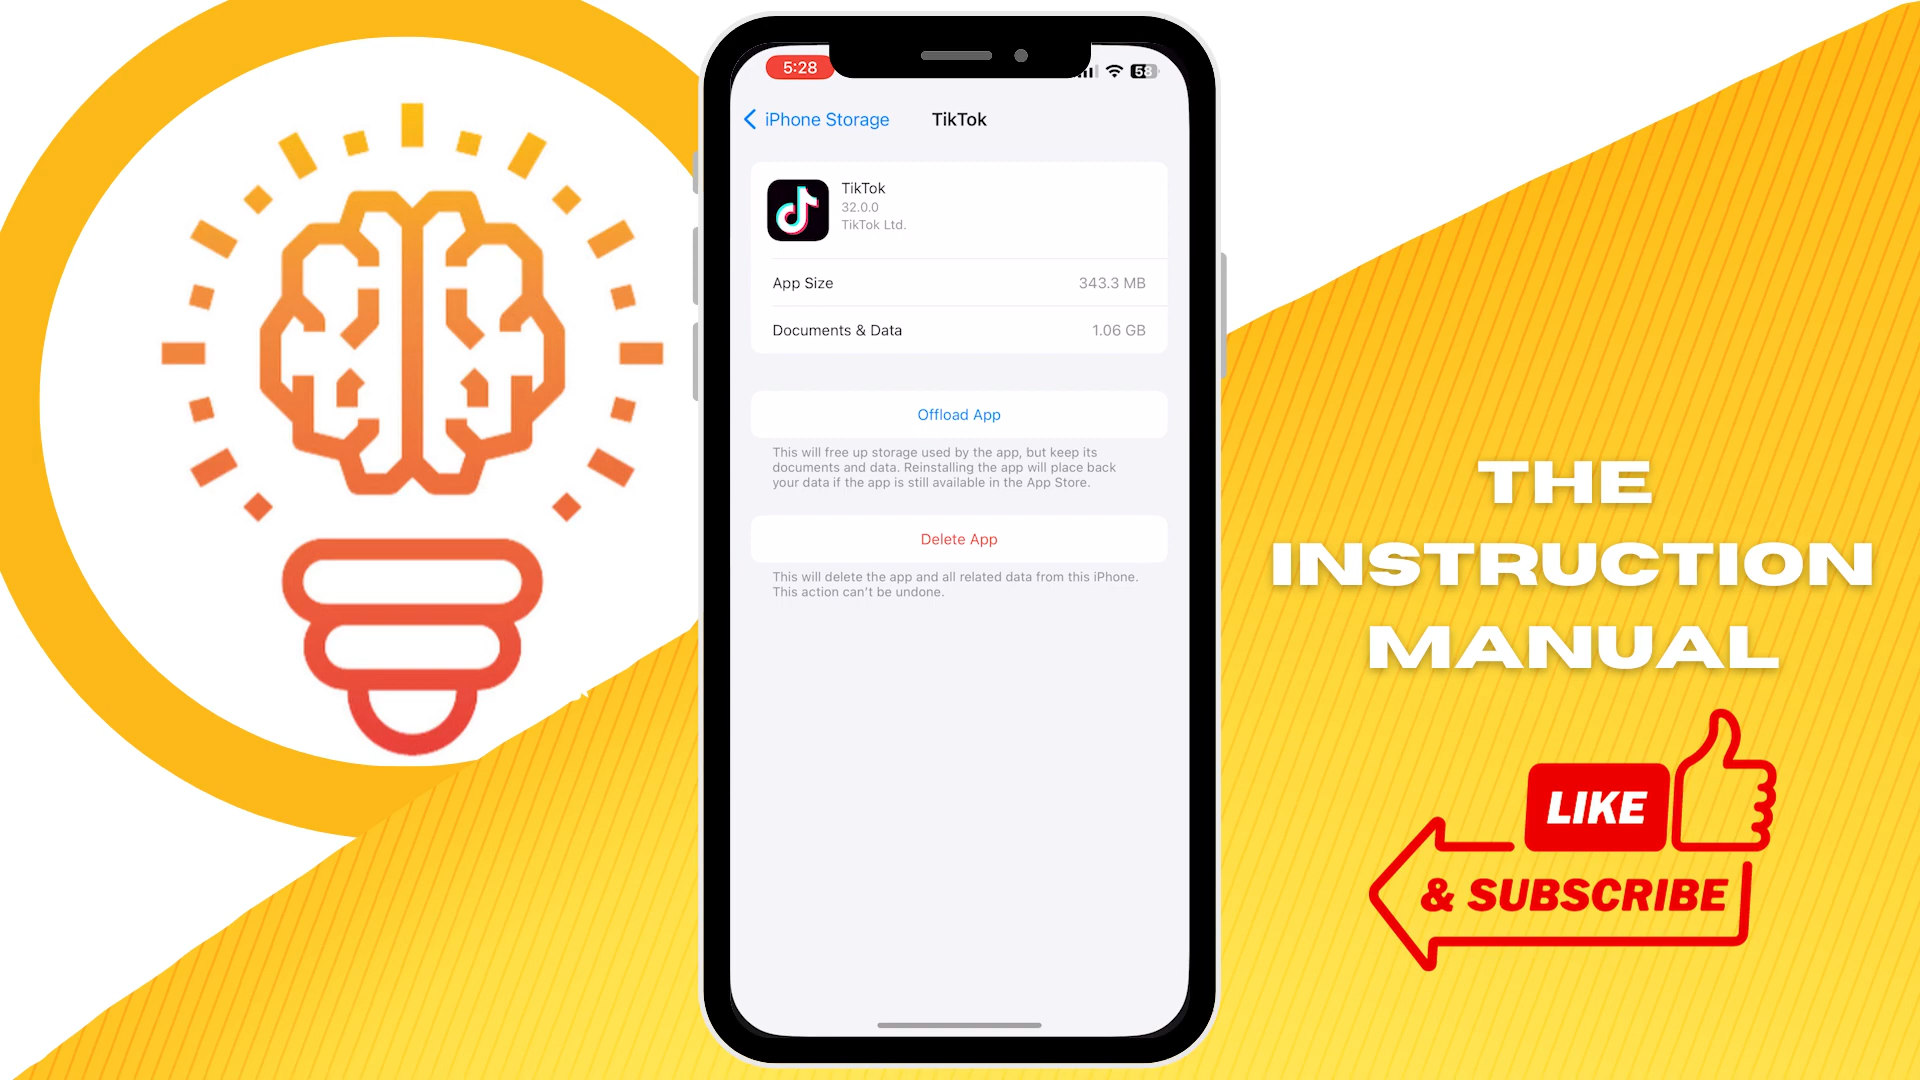 5:28
58
iPhone Storage
TikTok
TikTok
32.0.0
TikTok Ltd.
App Size 343.3 MB
Documents & Data 1.06 GB
Offload App
This will free up storage used by the app, but keep its
documents and data. Reinstalling the app will place back
your data if the app is still available in the App Store.
Delete App
This will delete the app and all related data from this iPhone.
This action can't be undone.
THE
INSTRUCTION
MANUAL
LIKE
& SUBSCRIBE